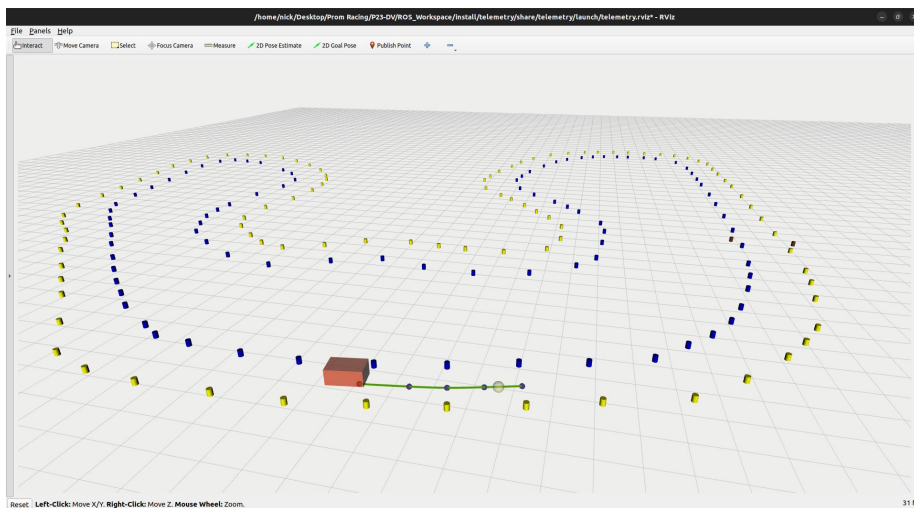 /home/nick/Desktop/Prom Racing/P23-DV/ROS_Workspace/install/telemetry/share/telemetry/launch/telemetry.rviz* - RViz
File Panels Help
Interact Move Camera Select Focus Camera Measure 2D Pose Estimate 2D Goal Pose Publish Point
Reset Left-Click: Move X/Y. Right-Click: Move Z. Mouse Wheel: Zoom. 31